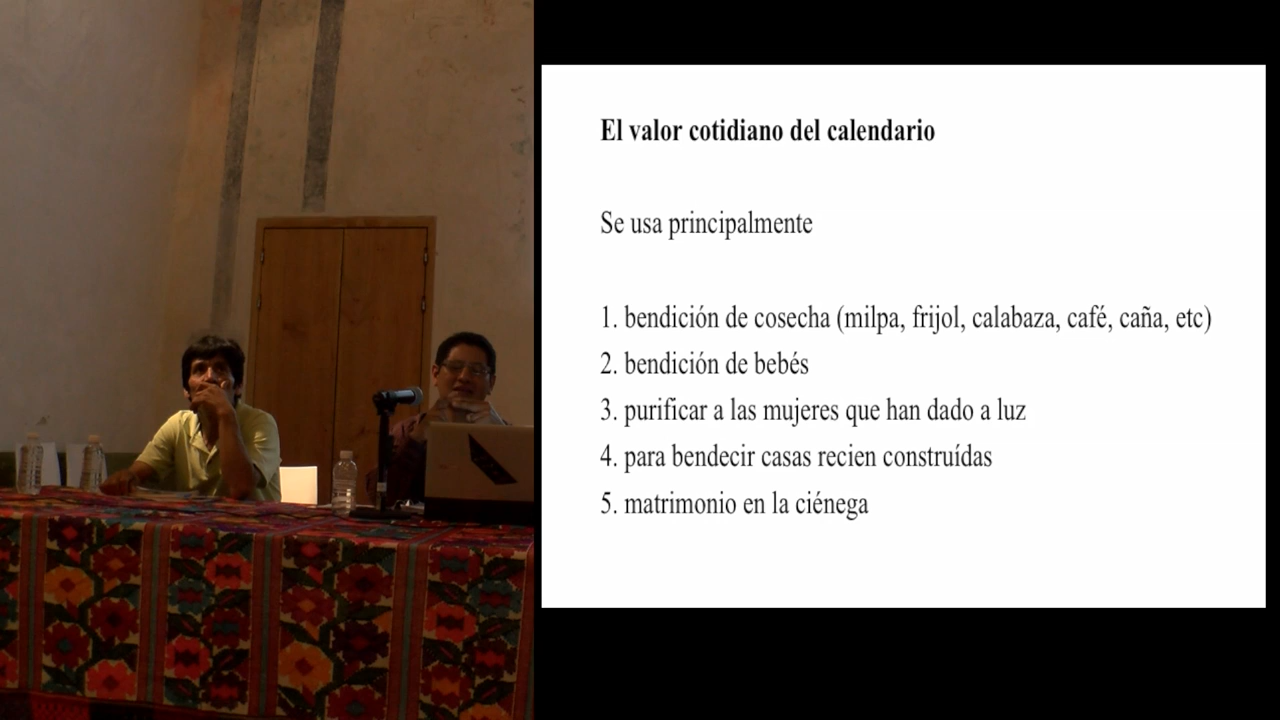 El valor cotidiano del calendario
Se usa principalmente
1. bendición de cosecha (milpa, frijol, calabaza, café, caña, etc)
2. bendición de bebés
3. purificar a las mujeres que han dado a luz
4. para bendecir casas recien construídas
5. matrimonio en la ciénega